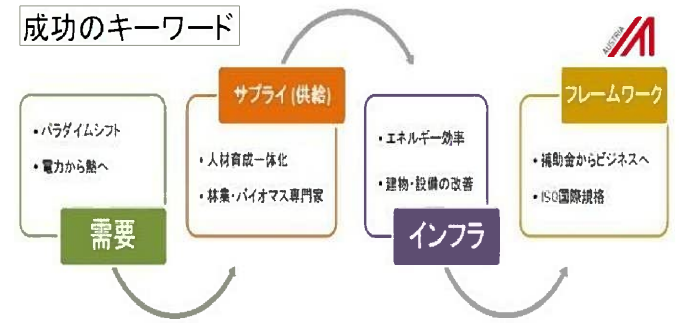 成功のキーワード
AUSTRIA
・パラダイムシフト
・電力から熱へ
需要
サプライ(供給)
・人材育成一体化
・林業・バイオマス専門家
・エネルギー効率
・建物・設備の改善
インフラ
フレームワーク
・補助金からビジネスへ
・ISO国際規格